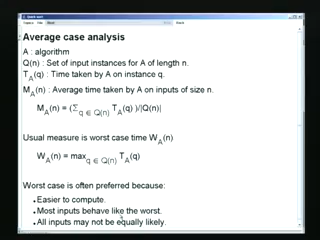 Average case analysis
A : algorithm
Q(n) : Set of input instances for A of length n.
T_A(q) : Time taken by A on instance q.
M_A(n) : Average time taken by A on inputs of size n.
M_A(n) = (Σ_{q ∈ Q(n)} T_A(q) )/|Q(n)|
Usual measure is worst case time W_A(n)
W_A(n) = max_{q ∈ Q(n)} T_A(q)
Worst case is often preferred because:
• Easier to compute.
• Most inputs behave like the worst.
• All inputs may not be equally likely.